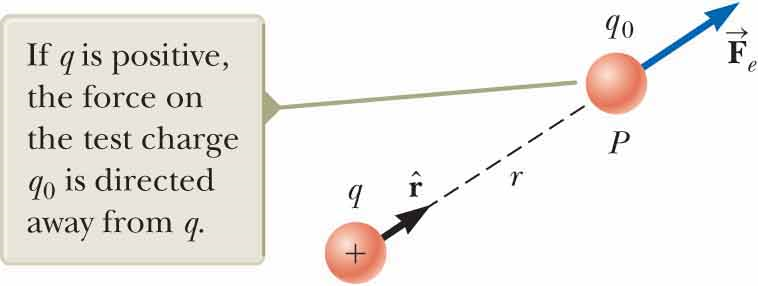 If q is positive,
the force on
the test charge
q₀ is directed
away from q.
q₀
F⃗ₑ
P
r
q
r̂
+